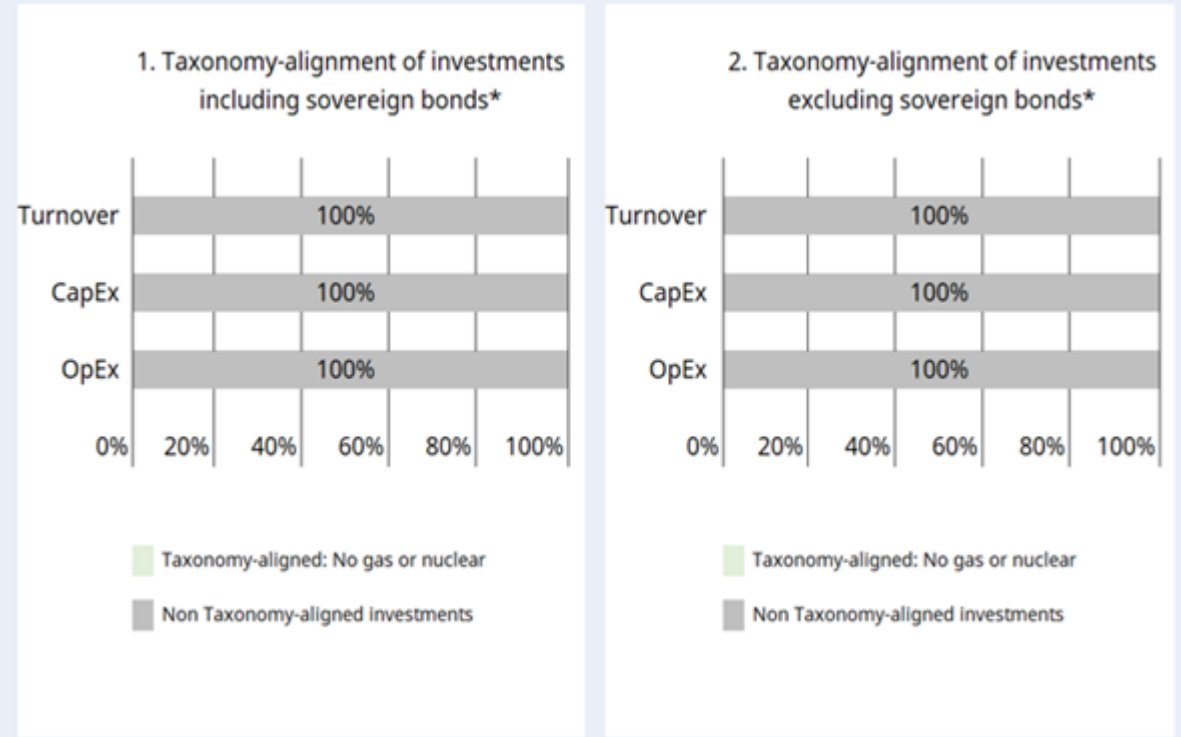 1. Taxonomy-alignment of investments
including sovereign bonds*
Turnover
100%
CapEx
100%
OpEx
100%
0% 20% 40% 60% 80% 100%
Taxonomy-aligned: No gas or nuclear
Non Taxonomy-aligned investments
2. Taxonomy-alignment of investments
excluding sovereign bonds*
Turnover
100%
CapEx
100%
OpEx
100%
0% 20% 40% 60% 80% 100%
Taxonomy-aligned: No gas or nuclear
Non Taxonomy-aligned investments